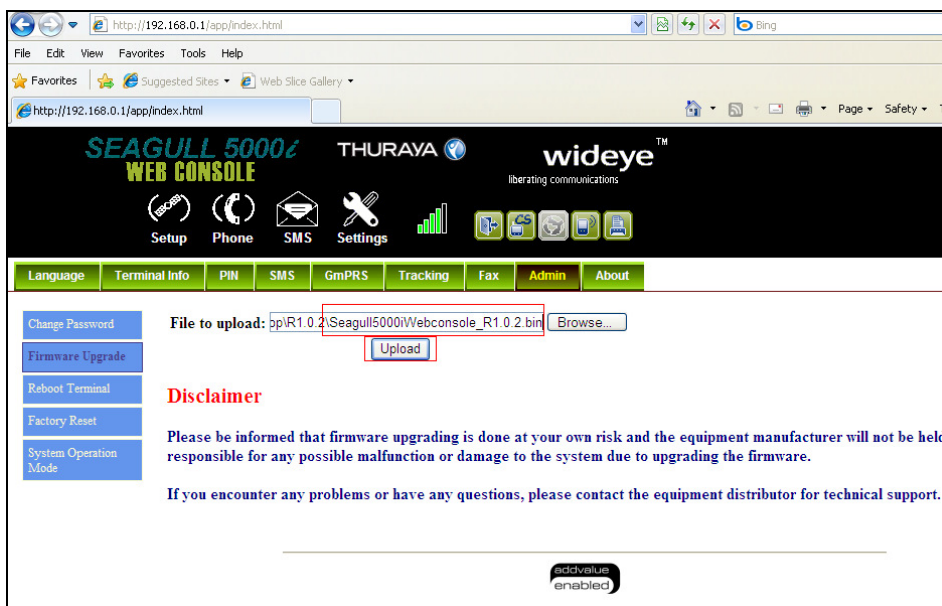 http://192.168.0.1/app/index.html
Bing
File Edit View Favorites Tools Help
Favorites Suggested Sites Web Slice Gallery
http://192.168.0.1/app/index.html Page Safety
SEAGULL 5000i
WEB CONSOLE
THURAYA
wideye™
liberating communications
Setup Phone SMS Settings
CS
Language Terminal Info PIN SMS GmPRS Tracking Fax Admin About
Change Password
Firmware Upgrade
Reboot Terminal
Factory Reset
System Operation
Mode
File to upload: op\R1.0.2\Seagull5000iWebconsole_R1.0.2.bin Browse...
Upload
Disclaimer
Please be informed that firmware upgrading is done at your own risk and the equipment manufacturer will not be held
responsible for any possible malfunction or damage to the system due to upgrading the firmware.
If you encounter any problems or have any questions, please contact the equipment distributor for technical support.
addvalue
enabled